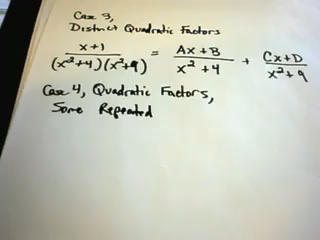 Case 3,
Distinct Quadratic Factors
x+1 / (x²+4)(x²+9) = Ax+B / x²+4 + Cx+D / x²+9
Case 4, Quadratic Factors,
Some Repeated